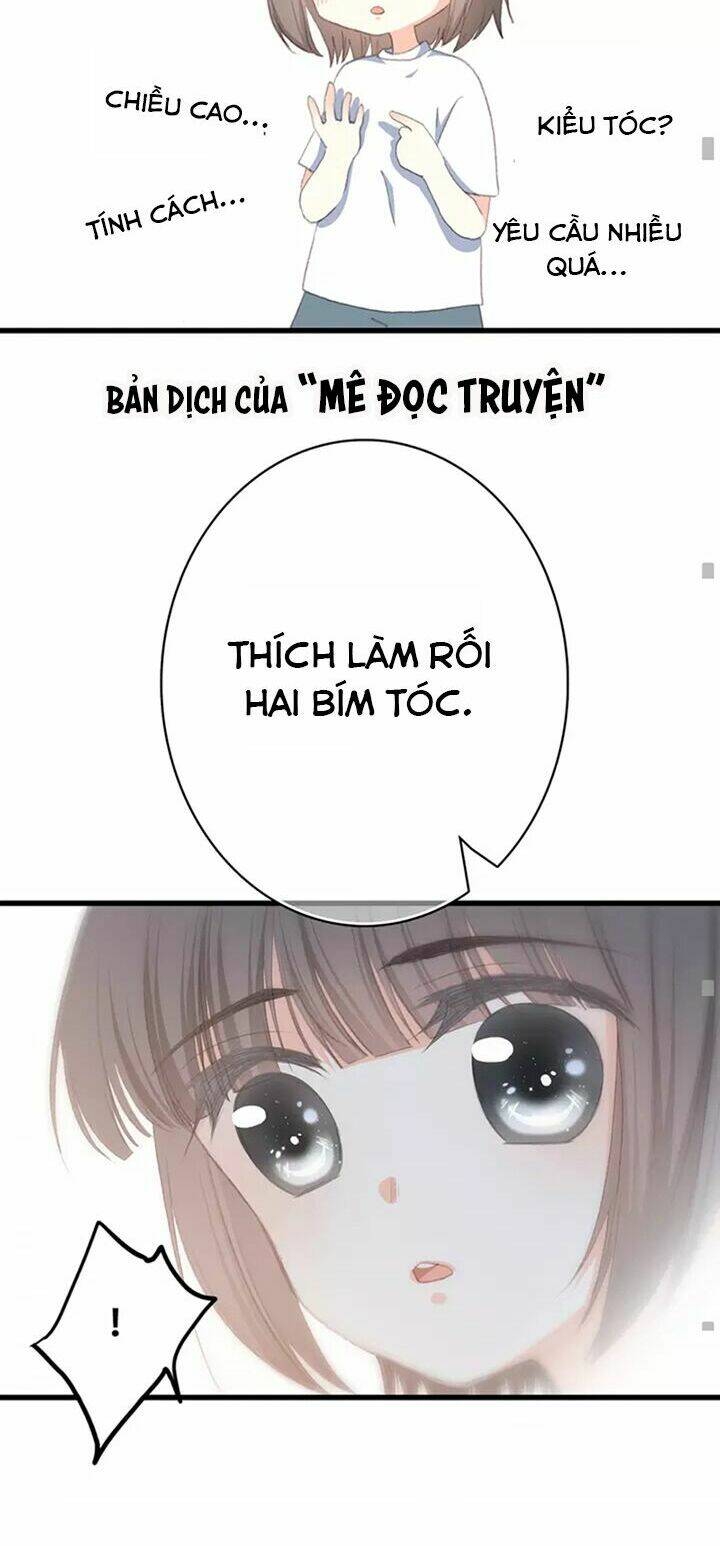 CHIỀU CAO...
KIỂU TÓC?
TÍNH CÁCH...
YÊU CẦU NHIỀU
QUÁ...
BẢN DỊCH CỦA "MÊ ĐỌC TRUYỆN"
THÍCH LÀM RỐI
HAI BÍM TÓC.
!